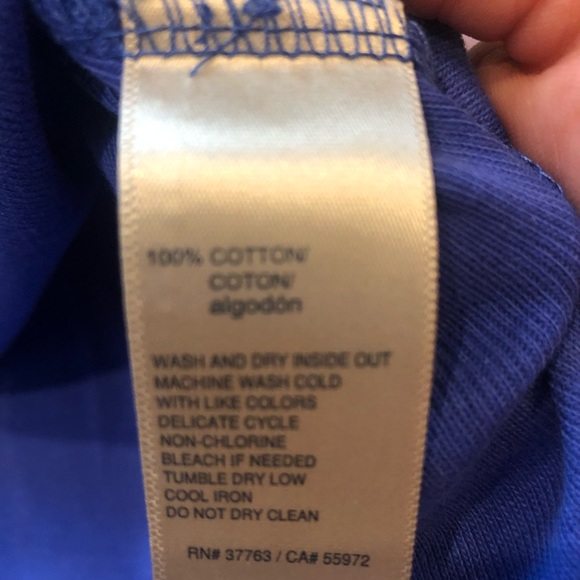 100% COTTON/
COTON/
algodón
WASH AND DRY INSIDE OUT
MACHINE WASH COLD
WITH LIKE COLORS
DELICATE CYCLE
NON-CHLORINE
BLEACH IF NEEDED
TUMBLE DRY LOW
COOL IRON
DO NOT DRY CLEAN
RN# 37763 / CA# 55972